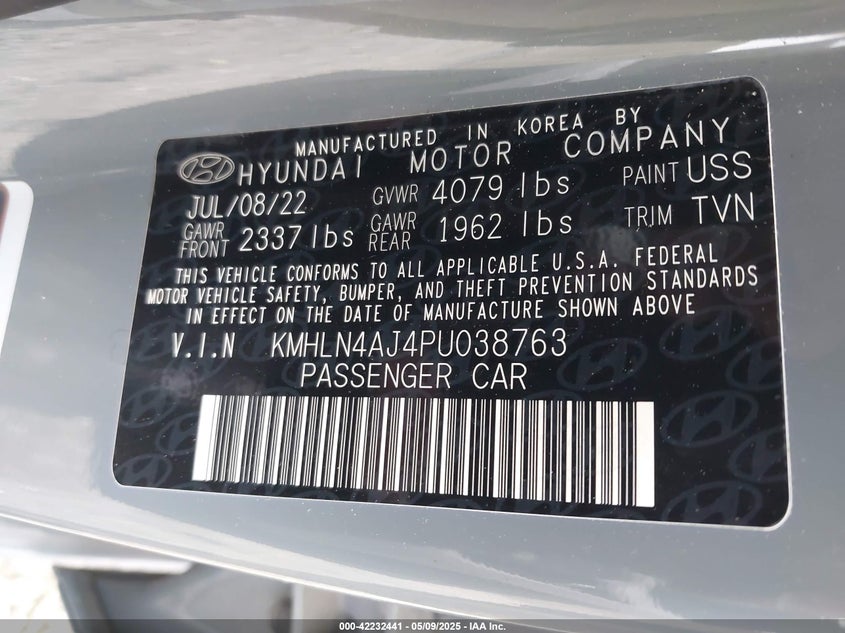 MANUFACTURED IN KOREA BY
HYUNDAI MOTOR COMPANY
JUL/08/22 GVWR 4079 lbs PAINT USS
GAWR FRONT 2337 lbs GAWR REAR 1962 lbs TRIM TVN
THIS VEHICLE CONFORMS TO ALL APPLICABLE U.S.A. FEDERAL
MOTOR VEHICLE SAFETY, BUMPER, AND THEFT PREVENTION STANDARDS
IN EFFECT ON THE DATE OF MANUFACTURE SHOWN ABOVE
V.I.N KMHLN4AJ4PU038763
PASSENGER CAR
000-42232441 - 05/09/2025 - IAA Inc.